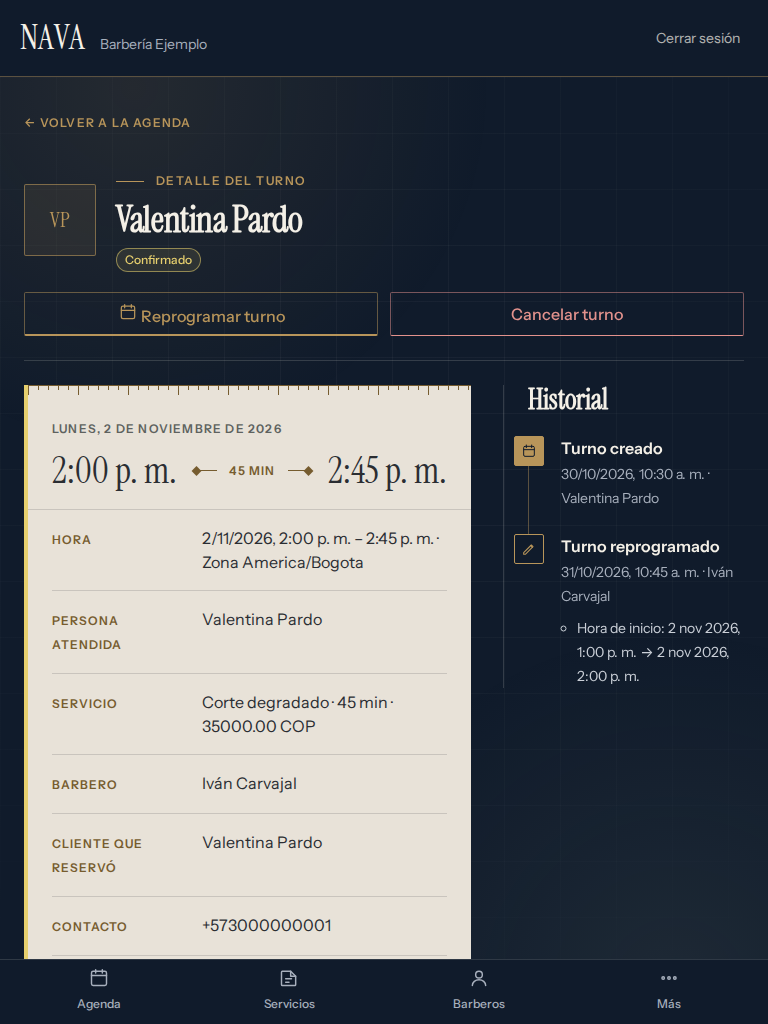 NAVA
Barbería Ejemplo
Cerrar sesión
← VOLVER A LA AGENDA
VP
DETALLE DEL TURNO
Valentina Pardo
Confirmado
Reprogramar turno
Cancelar turno
LUNES, 2 DE NOVIEMBRE DE 2026
2:00 p. m.
45 MIN
2:45 p. m.
HORA
2/11/2026, 2:00 p. m. – 2:45 p. m. ·
Zona America/Bogota
PERSONA
ATENDIDA
Valentina Pardo
SERVICIO
Corte degradado · 45 min ·
35000.00 COP
BARBERO
Iván Carvajal
CLIENTE QUE
RESERVÓ
Valentina Pardo
CONTACTO
+573000000001
Historial
Turno creado
30/10/2026, 10:30 a. m. ·
Valentina Pardo
Turno reprogramado
31/10/2026, 10:45 a. m. · Iván
Carvajal
Hora de inicio: 2 nov 2026,
1:00 p. m. → 2 nov 2026,
2:00 p. m.
Agenda
Servicios
Barberos
Más